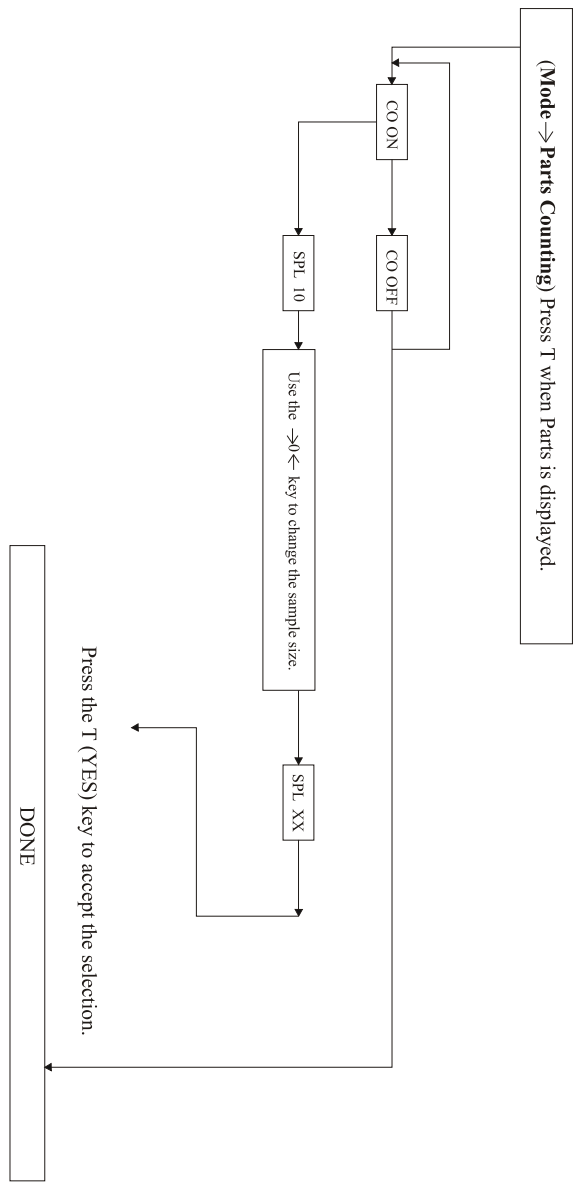 (Mode→Parts Counting) Press T when Parts is displayed.
CO ON
CO OFF
SPL 10
Use the →0← key to change the sample size.
SPL XX
Press the T (YES) key to accept the selection.
DONE